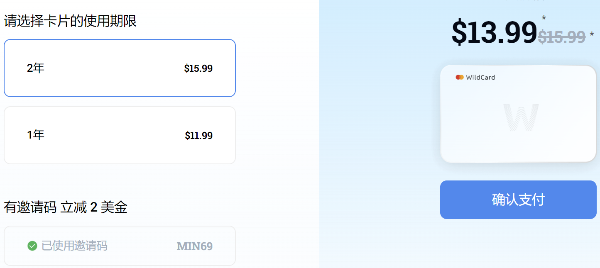 请选择卡片的使用期限
2年 $15.99
1年 $11.99
有邀请码 立减 2 美金
已使用邀请码 MIN69
$13.99 $15.99 *
WildCard
W
确认支付